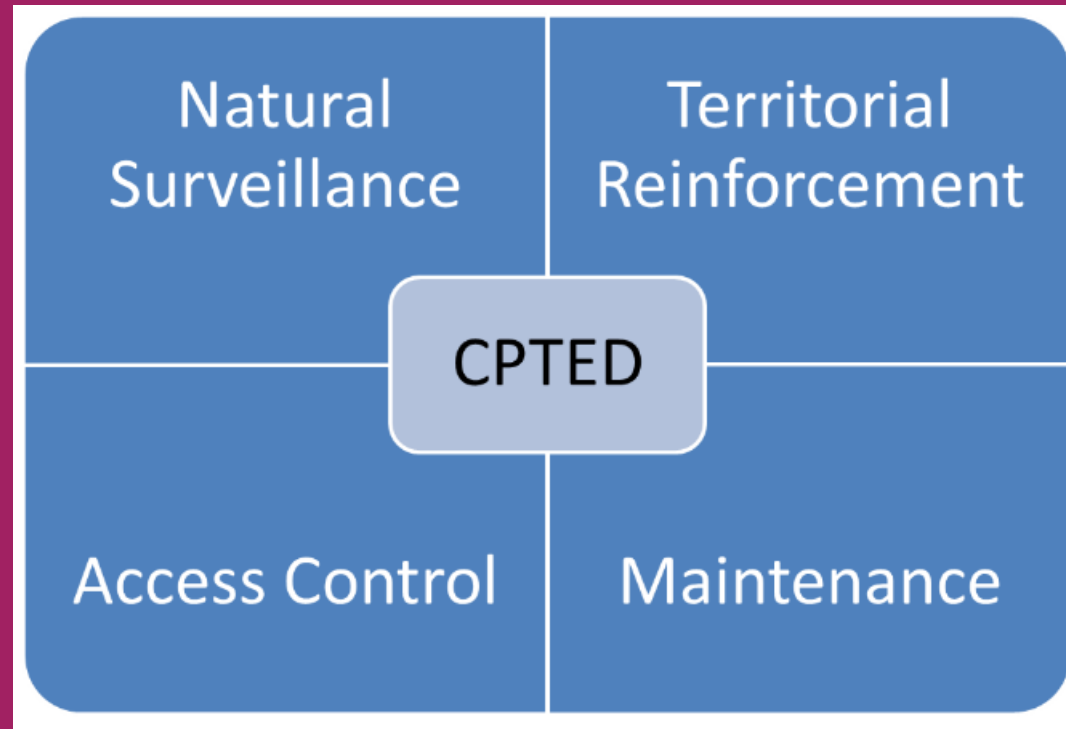 Natural
Surveillance
Territorial
Reinforcement
CPTED
Access Control
Maintenance